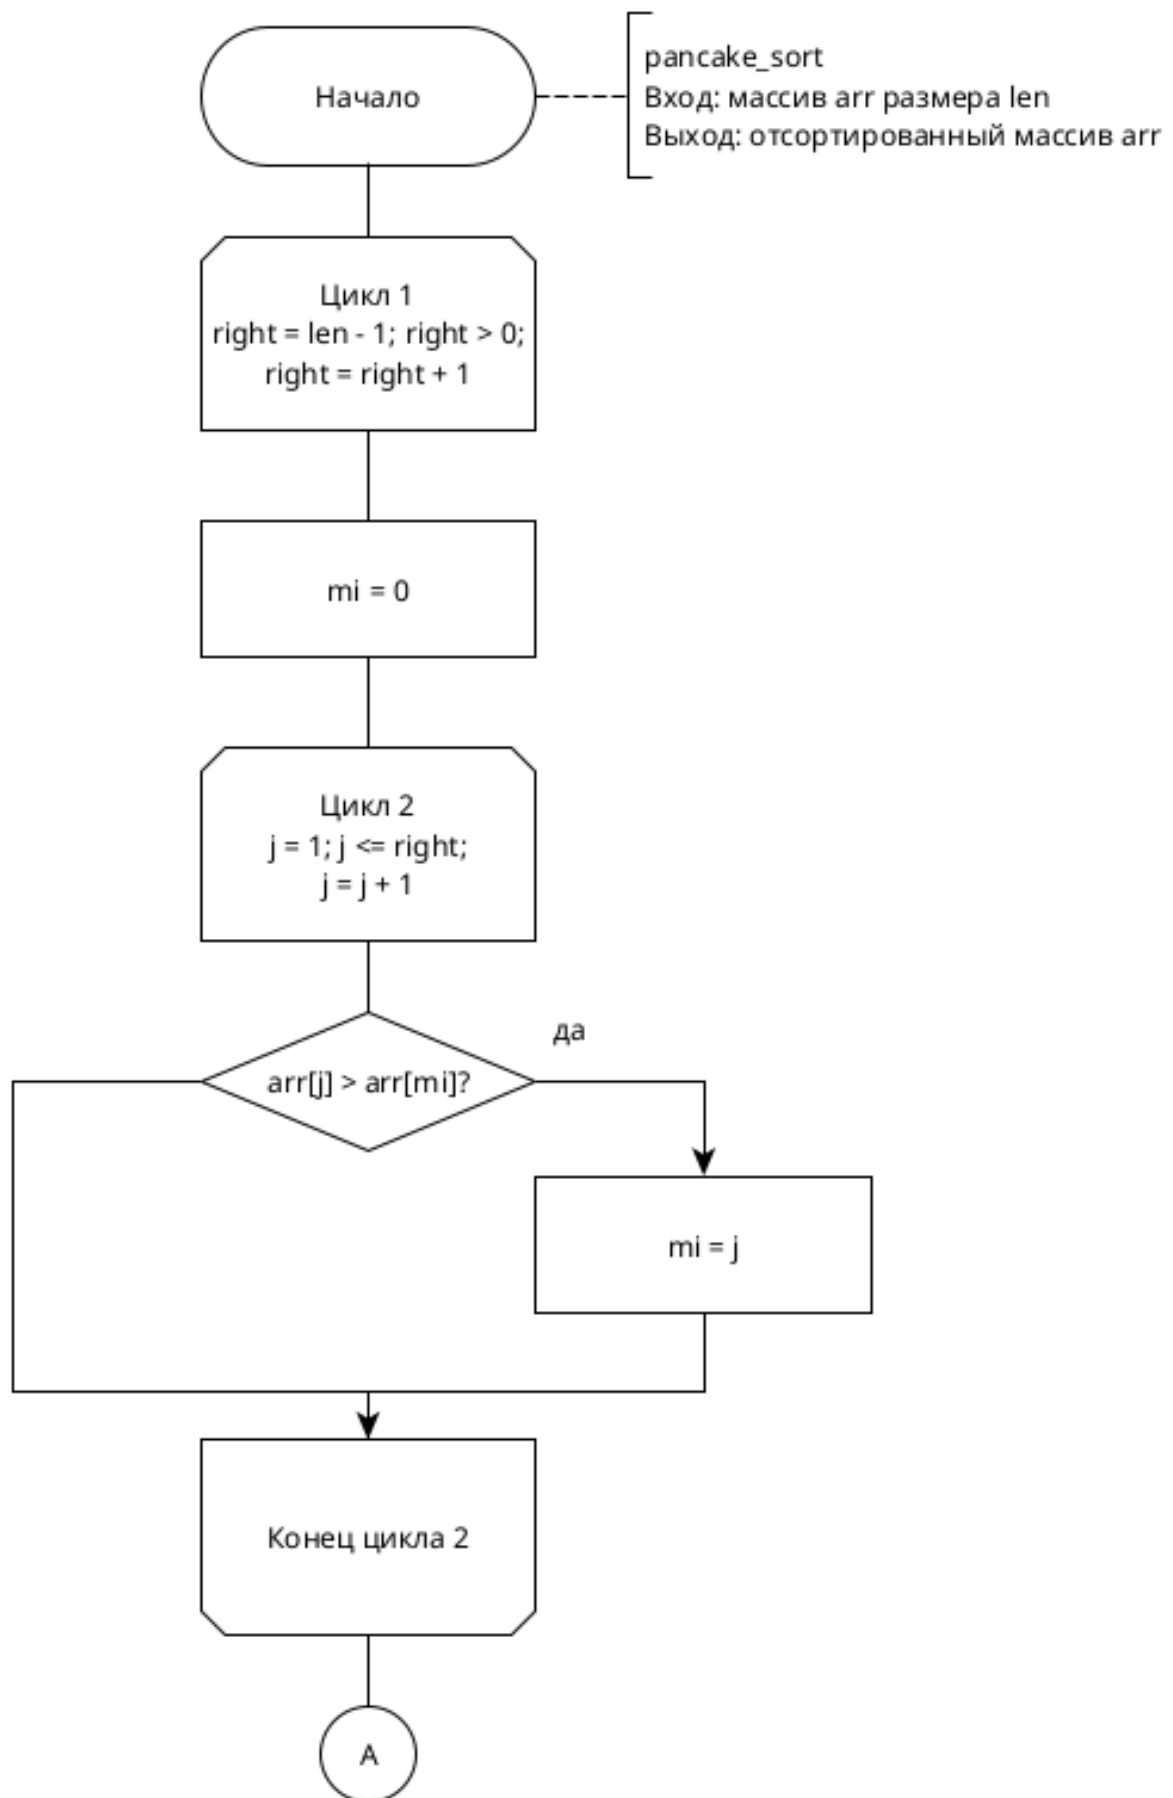 Начало
pancake_sort
Вход: массив arr размера len
Выход: отсортированный массив arr
Цикл 1
right = len - 1; right > 0;
right = right + 1
mi = 0
Цикл 2
j = 1; j <= right;
j = j + 1
да
arr[j] > arr[mi]?
mi = j
Конец цикла 2
А